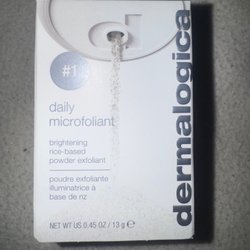 #1
daily
microfoliant
brightening
rice-based
powder exfoliant
poudre exfoliante
illuminatrice à
base de riz
NET WT US 0.45 OZ / 13 g ℮
dermalogica